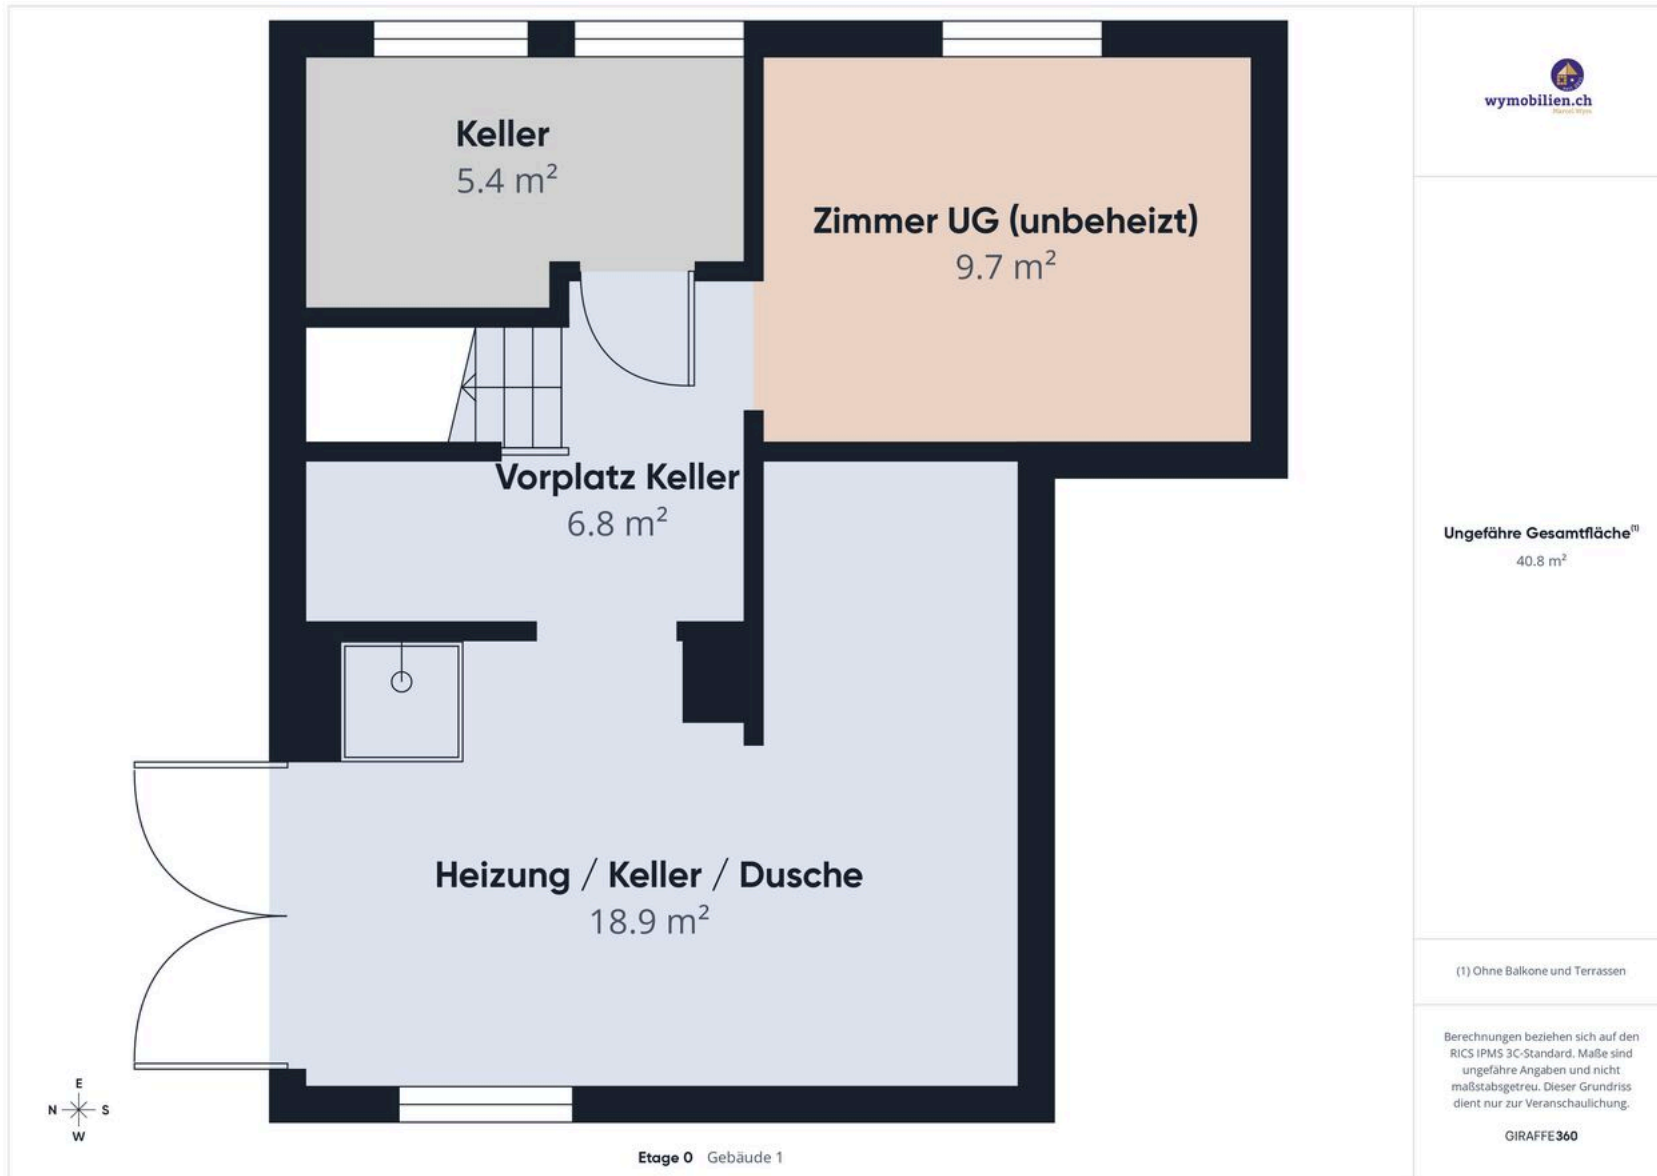 Keller
5.4 m²
Zimmer UG (unbeheizt)
9.7 m²
Vorplatz Keller
6.8 m²
Heizung / Keller / Dusche
18.9 m²
E
N S
W
Etage 0 Gebäude 1
wymobilien.ch
Marcel Wyss
Ungefähre Gesamtfläche(1)
40.8 m²
(1) Ohne Balkone und Terrassen
Berechnungen beziehen sich auf den
RICS IPMS 3C-Standard. Maße sind
ungefähre Angaben und nicht
maßstabsgetreu. Dieser Grundriss
dient nur zur Veranschaulichung.
GIRAFFE360